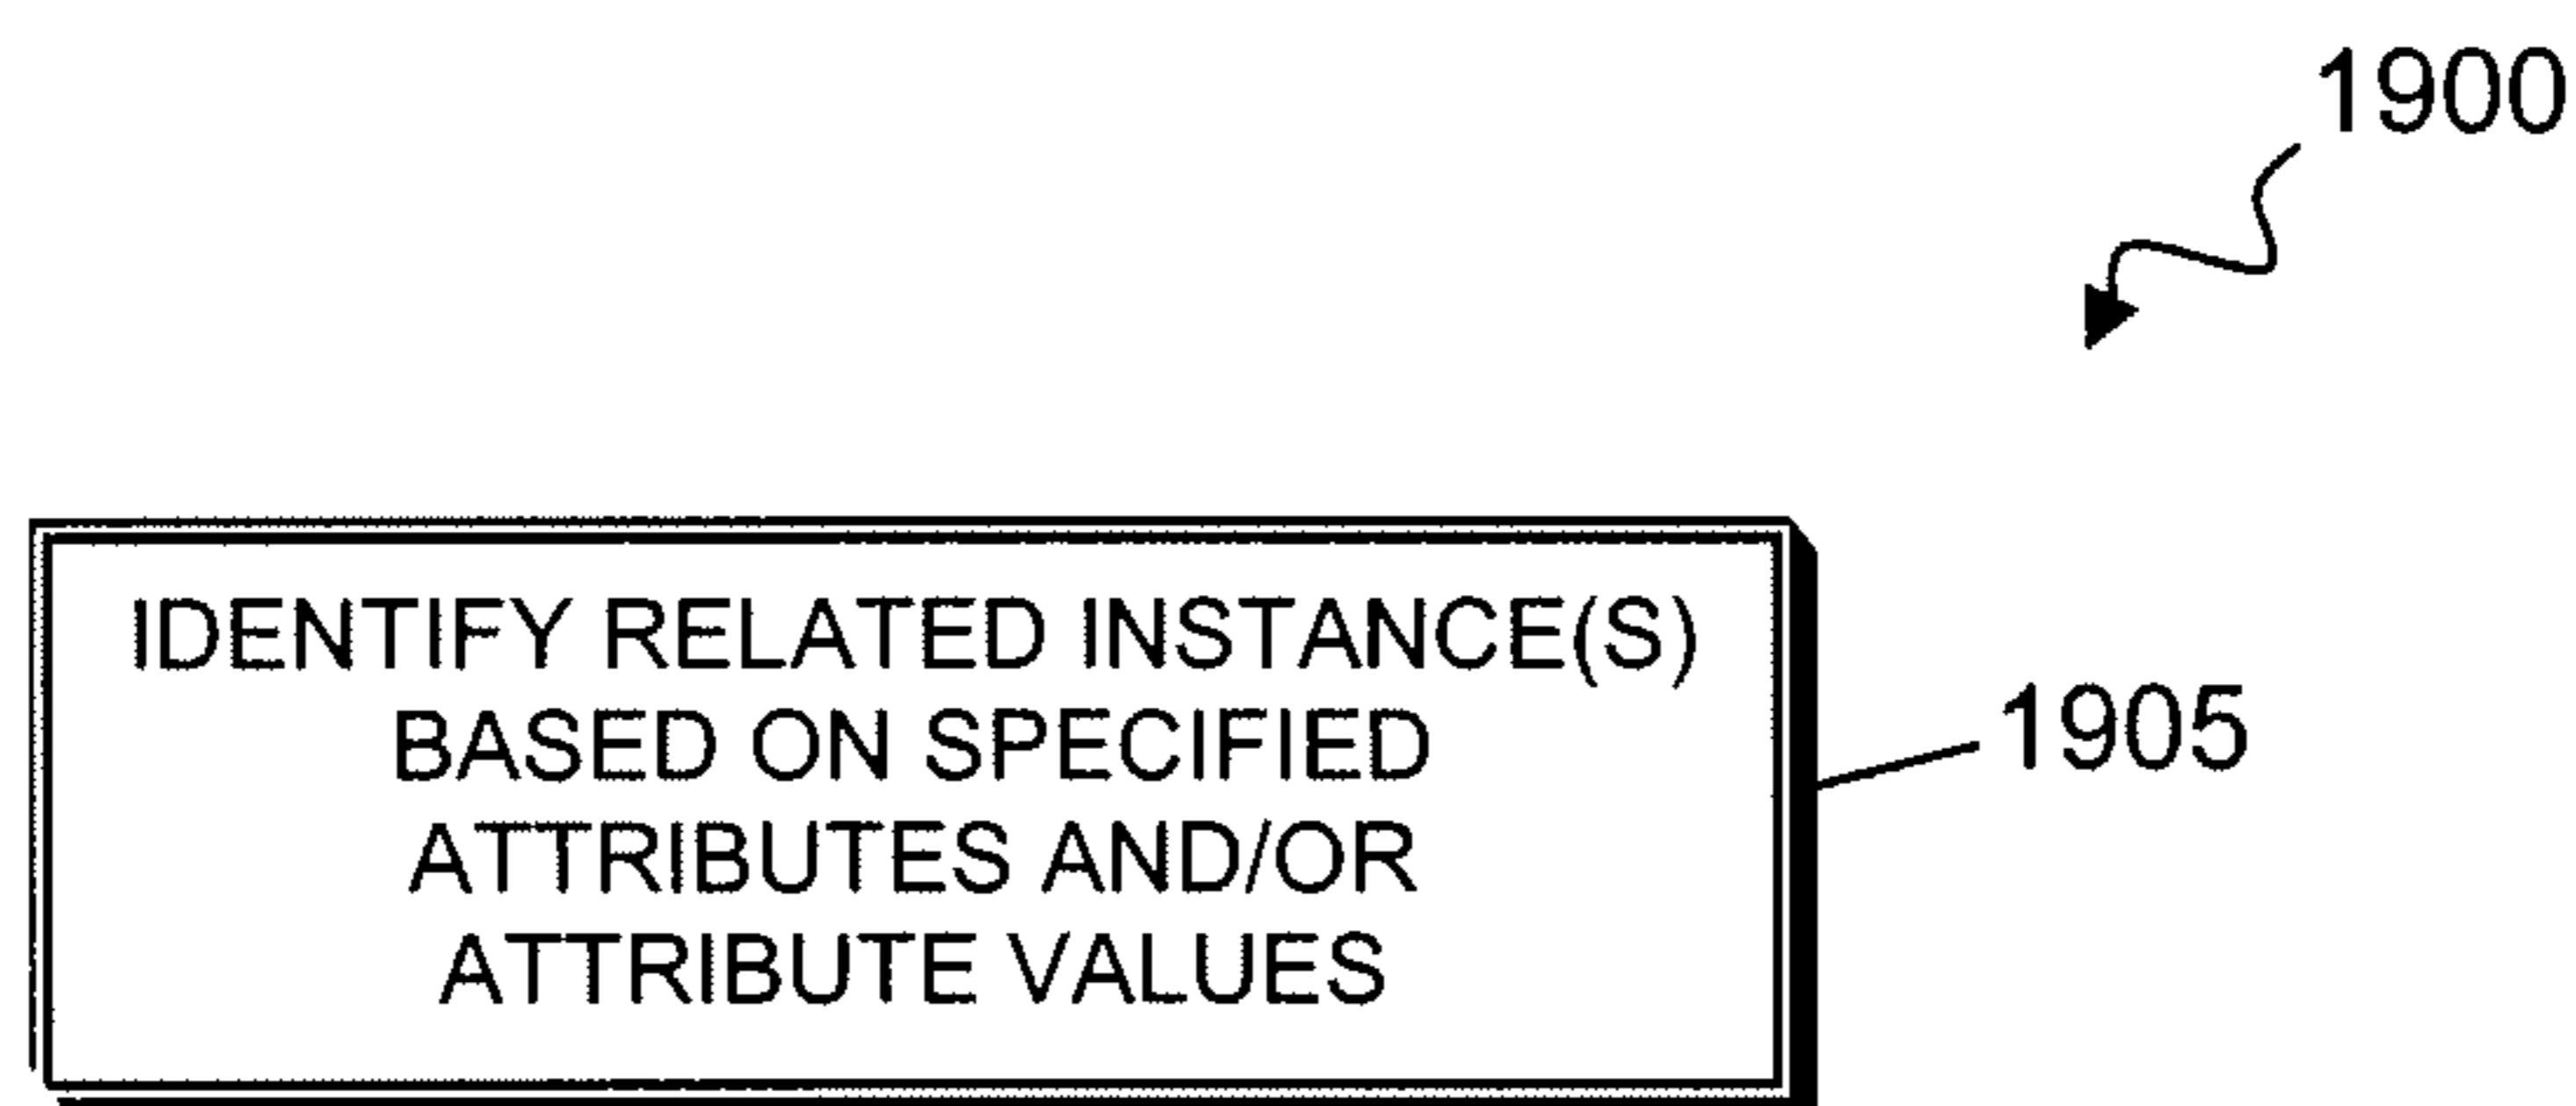 1900
IDENTIFY RELATED INSTANCE(S)
BASED ON SPECIFIED
ATTRIBUTES AND/OR
ATTRIBUTE VALUES
1905